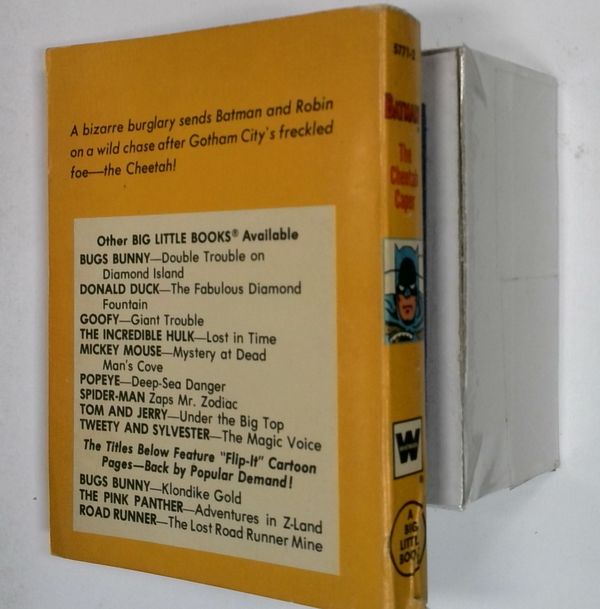 A bizarre burglary sends Batman and Robin
on a wild chase after Gotham City's freckled
foe—the Cheetah!
Other BIG LITTLE BOOKS® Available
BUGS BUNNY—Double Trouble on
Diamond Island
DONALD DUCK—The Fabulous Diamond
Fountain
GOOFY—Giant Trouble
THE INCREDIBLE HULK—Lost in Time
MICKEY MOUSE—Mystery at Dead
Man's Cove
POPEYE—Deep-Sea Danger
SPIDER-MAN Zaps Mr. Zodiac
TOM AND JERRY—Under the Big Top
TWEETY AND SYLVESTER—The Magic Voice
The Titles Below Feature "Flip-It" Cartoon
Pages—Back by Popular Demand!
BUGS BUNNY—Klondike Gold
THE PINK PANTHER—Adventures in Z-Land
ROAD RUNNER—The Lost Road Runner Mine
5771-2
BATMAN
The
Cheetah
Caper
W
A
BIG
LITTLE
BOOK